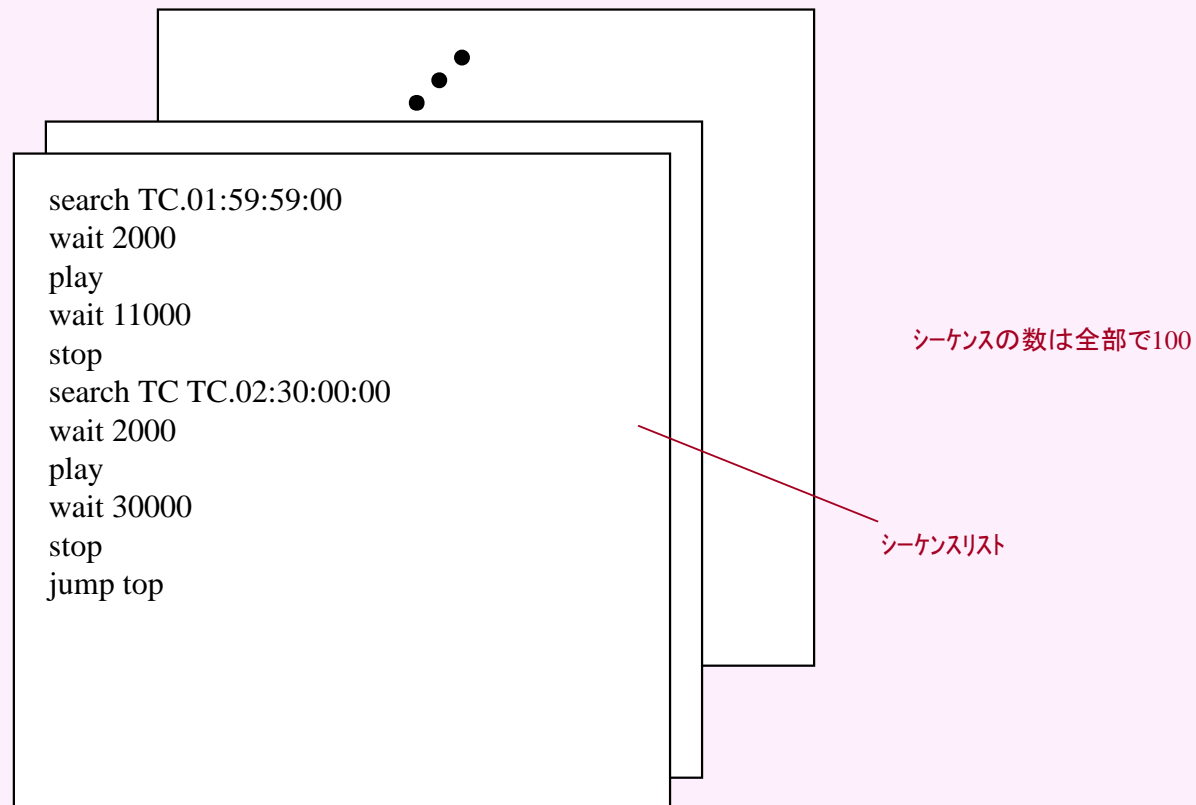 search TC.01:59:59:00
wait 2000
play
wait 11000
stop
search TC TC.02:30:00:00
wait 2000
play
wait 30000
stop
jump top
シーケンスの数は全部で100
シーケンスリスト